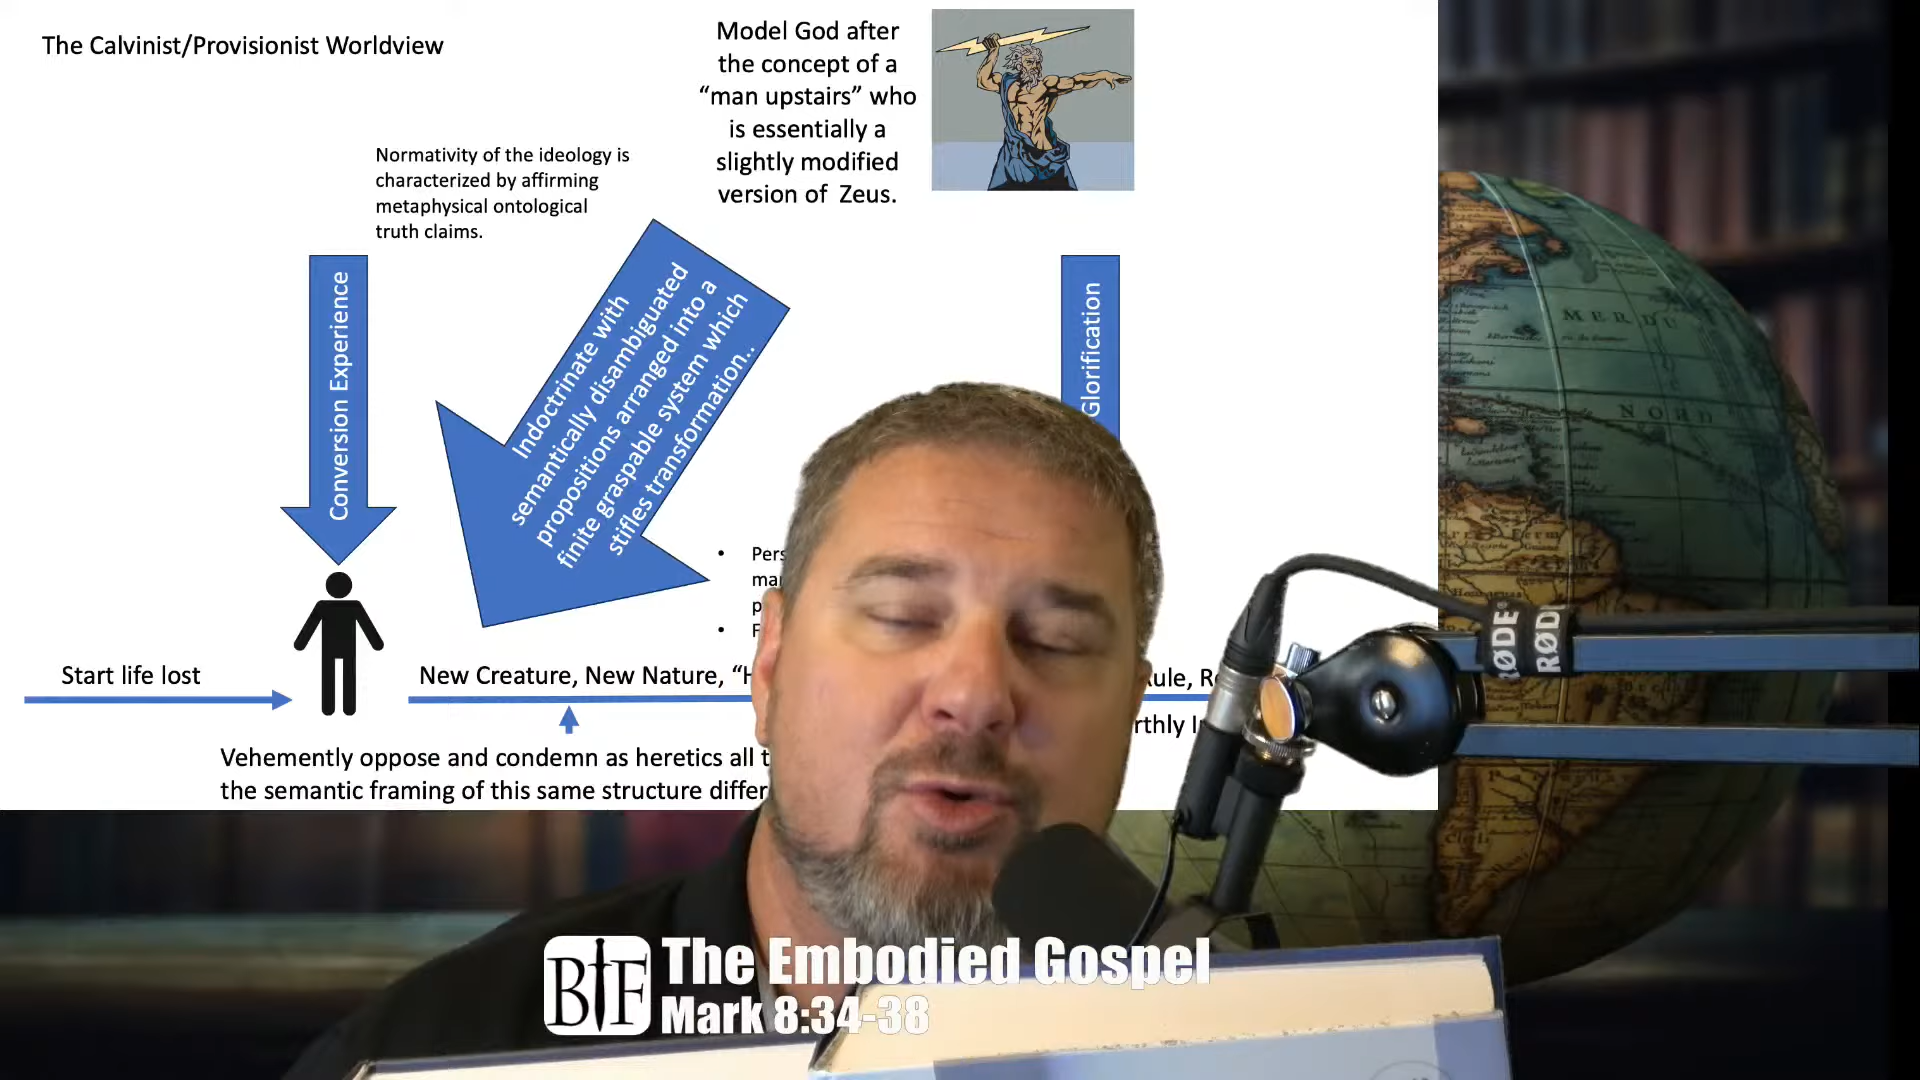 The Calvinist/Provisionist Worldview
Model God after
the concept of a
“man upstairs” who
is essentially a
slightly modified
version of Zeus.
Normativity of the ideology is
characterized by affirming
metaphysical ontological
truth claims.
Conversion Experience
Indoctrinate with
semantically disambiguated
propositions arranged into a
finite graspable system which
stifles transformation..
Glorification
Start life lost
New Creature, New Nature,
Vehemently oppose and condemn as heretics all
the semantic framing of this same structure
RØDE
MER DU
NORD
BTF
The Embodied Gospel
Mark 8:34-38